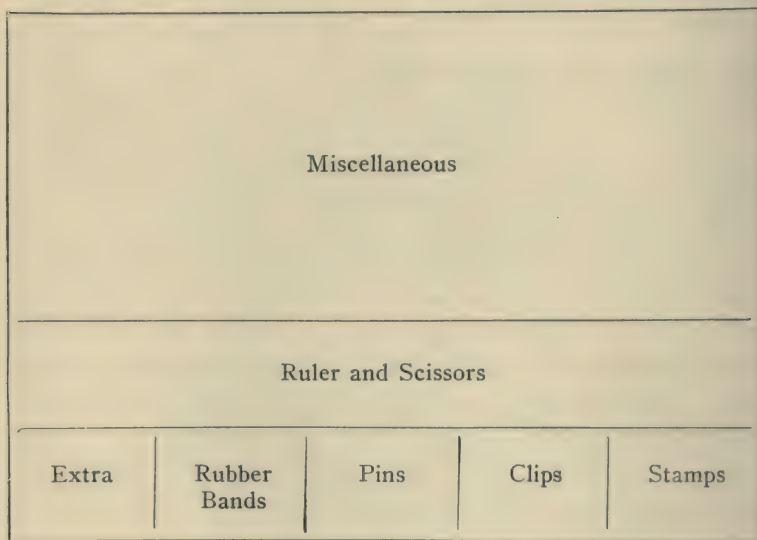 Miscellaneous
Ruler and Scissors
Extra
Rubber
Bands
Pins
Clips
Stamps